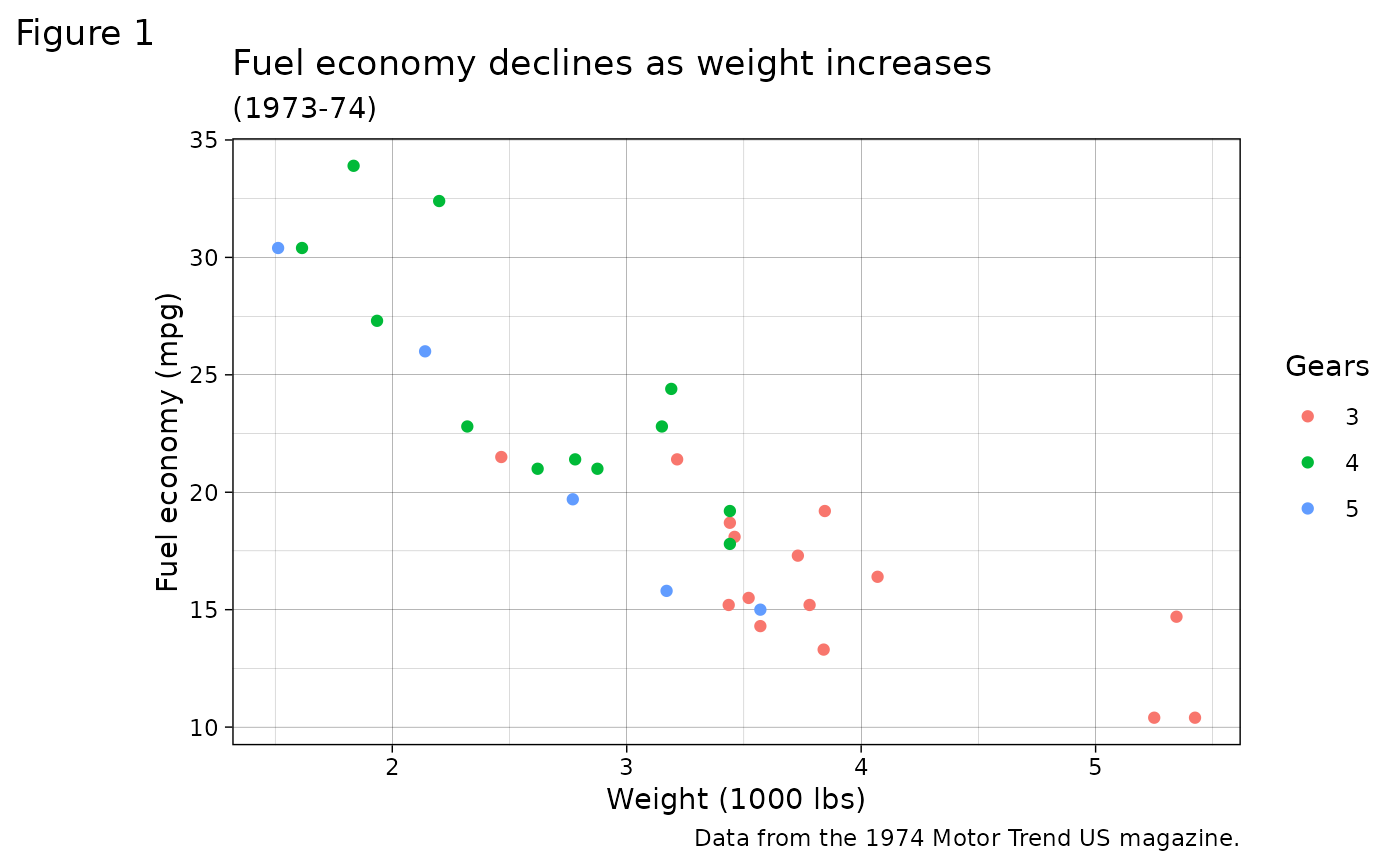 Figure 1
Fuel economy declines as weight increases
(1973-74)
Fuel economy (mpg)
35
30
25
20
15
10
2 3 4 5
Weight (1000 lbs)
Gears
3
4
5
Data from the 1974 Motor Trend US magazine.